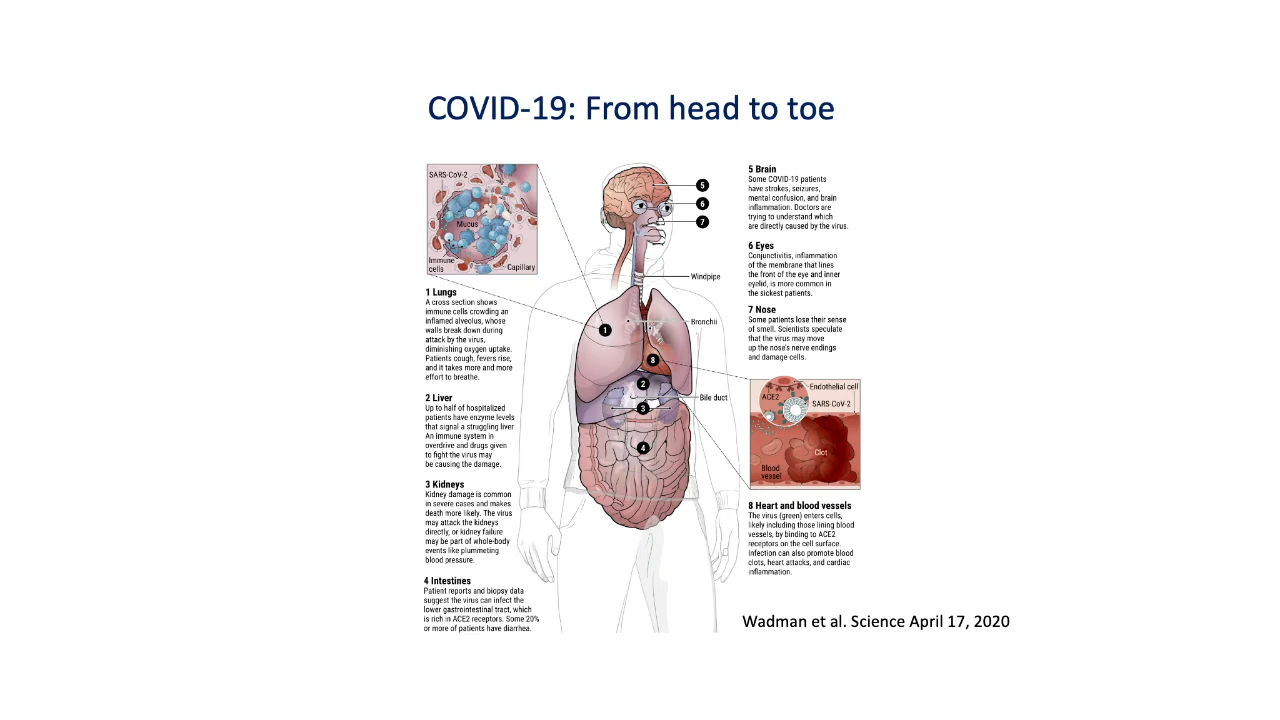 COVID-19: From head to toe
SARS-CoV-2
Mucus
Immune
cells
Capillary
1 Lungs
A cross section shows
immune cells crowding an
inflamed alveolus, whose
walls break down during
attack by the virus,
diminishing oxygen uptake.
Patients cough, fevers rise,
and it takes more and more
effort to breathe.
2 Liver
Up to half of hospitalized
patients have enzyme levels
that signal a struggling liver
An immune system in
overdrive and drugs given
to fight the virus may
be causing the damage.
3 Kidneys
Kidney damage is common
in severe cases and makes
death more likely. The virus
may attack the kidneys
directly, or kidney failure
may be part of whole-body
events like plummeting
blood pressure.
4 Intestines
Patient reports and biopsy data
suggest the virus can infect the
lower gastrointestinal tract, which
is rich in ACE2 receptors. Some 20%
or more of patients have diarrhea.
5
6
7
Windpipe
Bronchii
1
8
2
Bile duct
3
4
5 Brain
Some COVID-19 patients
have strokes, seizures,
mental confusion, and brain
inflammation. Doctors are
trying to understand which
are directly caused by the virus.
6 Eyes
Conjunctivitis, inflammation
of the membrane that lines
the front of the eye and inner
eyelid, is more common in
the sickest patients.
7 Nose
Some patients lose their sense
of smell. Scientists speculate
that the virus may move
up the nose's nerve endings
and damage cells.
Endothelial cell
ACE2
SARS-CoV-2
Clot
Blood
vessel
8 Heart and blood vessels
The virus (green) enters cells,
likely including those lining blood
vessels, by binding to ACE2
receptors on the cell surface.
Infection can also promote blood
clots, heart attacks, and cardiac
inflammation.
Wadman et al. Science April 17, 2020